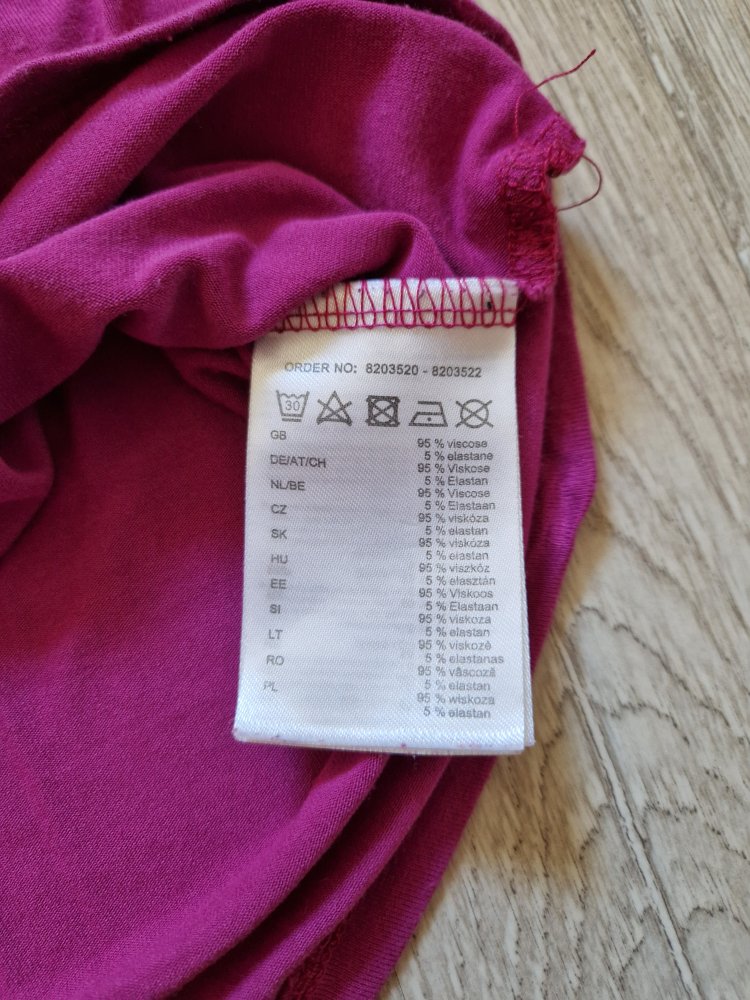 ORDER NO: 8203520 - 8203522
30
GB 95 % viscose
5 % elastane
DE/AT/CH 95 % Viskose
5 % Elastan
NL/BE 95 % Viscose
5 % Elastaan
CZ 95 % viskóza
5 % elastan
SK 95 % viskóza
5 % elastan
HU 95 % viszkóz
5 % elasztán
EE 95 % Viskoos
5 % Elastaan
SI 95 % viskoza
5 % elastan
LT 95 % viskozė
5 % elastanas
RO 95 % vâscoză
5 % elastan
PL 95 % wiskoza
5 % elastan